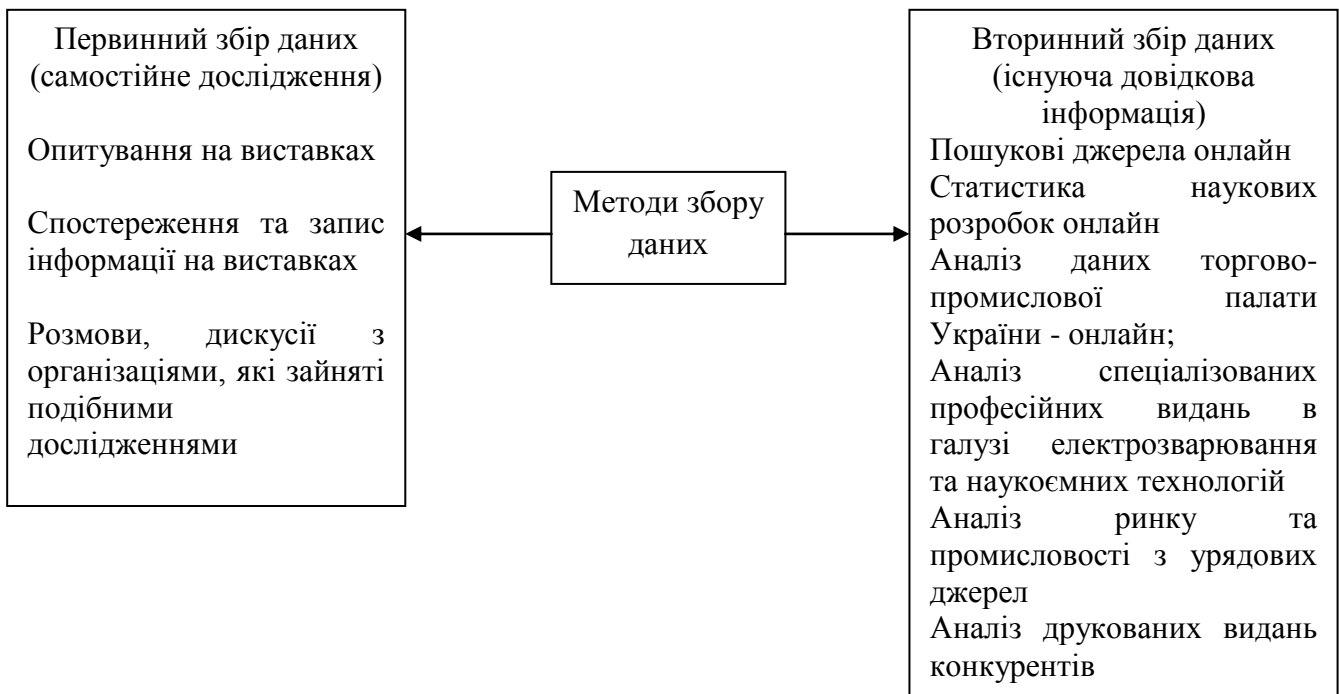 Первинний збір даних
(самостійне дослідження)
Опитування на виставках
Спостереження та запис
інформації на виставках
Розмови, дискусії з
організаціями, які зайняті
подібними
дослідженнями
Методи збору
даних
Вторинний збір даних
(існуюча довідкова
інформація)
Пошукові джерела онлайн
Статистика наукових
розробок онлайн
Аналіз даних торгово-
промислової палати
України - онлайн;
Аналіз спеціалізованих
професійних видань в
галузі електрозварювання
та наукоємних технологій
Аналіз ринку та
промисловості з урядових
джерел
Аналіз друкованих видань
конкурентів